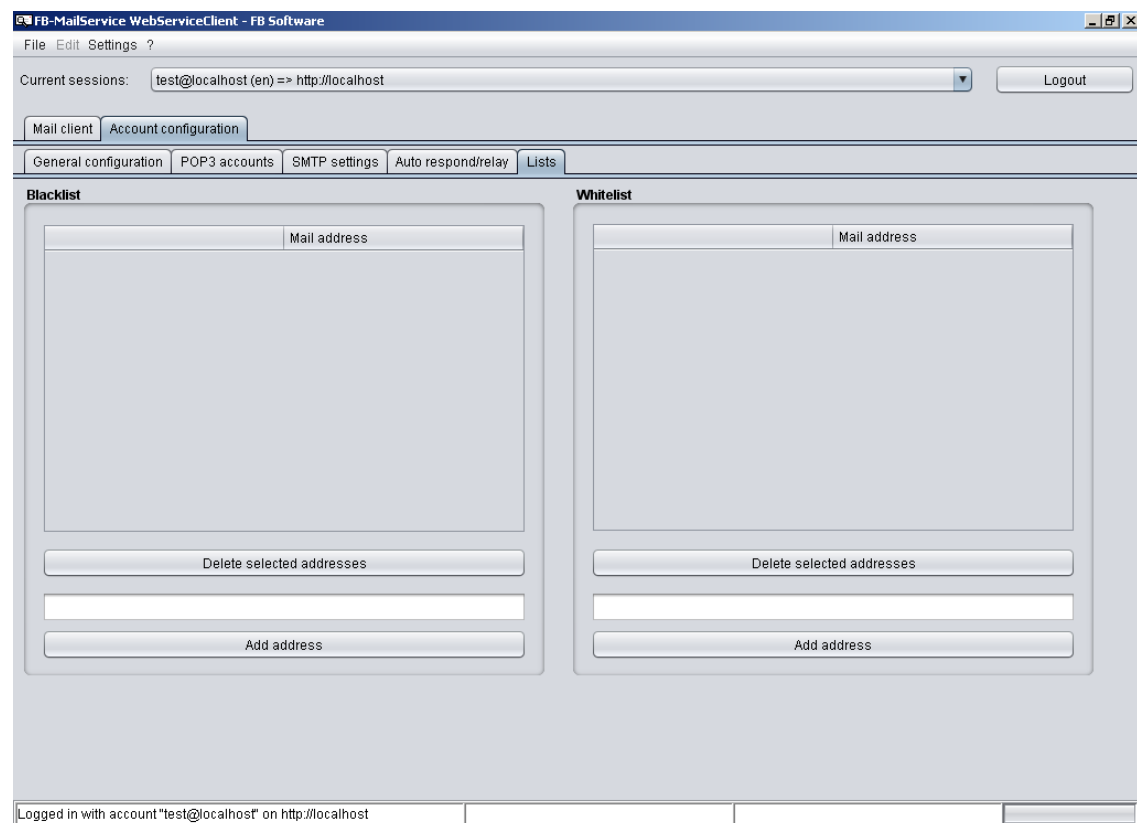 FB-MailService WebServiceClient - FB Software
File Edit Settings ?
Current sessions: test@localhost (en) => http://localhost Logout
Mail client Account configuration
General configuration POP3 accounts SMTP settings Auto respond/relay Lists
Blacklist Whitelist
Mail address Mail address
Delete selected addresses Delete selected addresses
Add address Add address
Logged in with account "test@localhost" on http://localhost